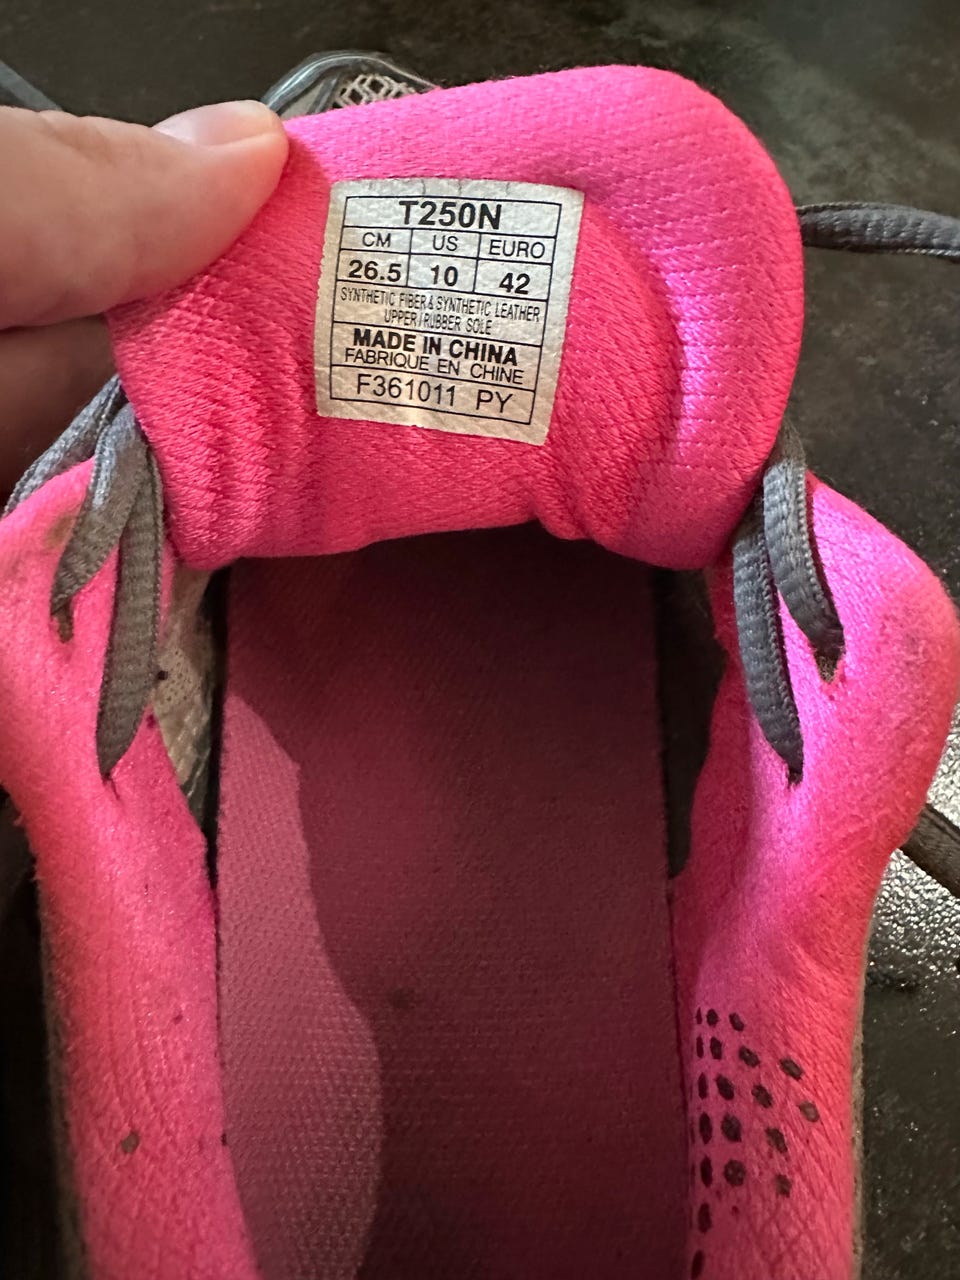 T250N
CM US EURO
26.5 10 42
SYNTHETIC FIBER & SYNTHETIC LEATHER
UPPER/RUBBER SOLE
MADE IN CHINA
FABRIQUE EN CHINE
F361011 PY